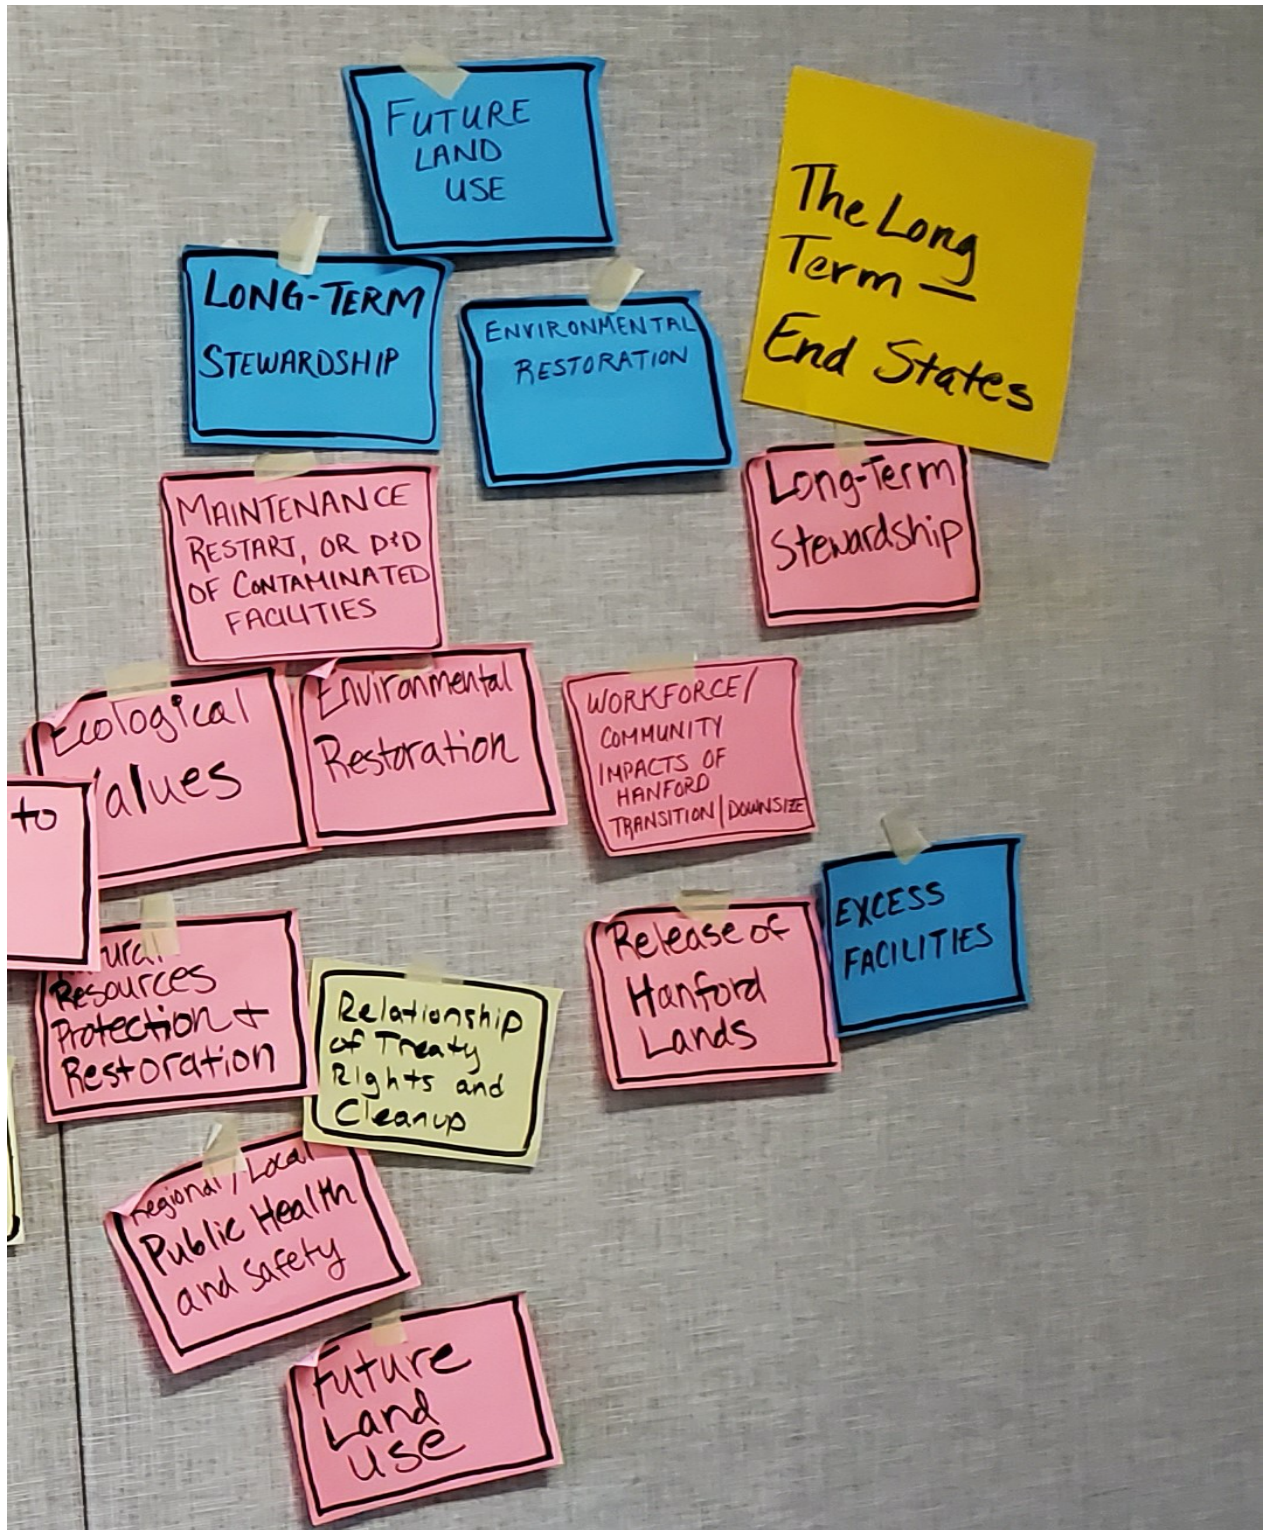 FUTURE
LAND
USE
The Long
Term —
End States
LONG-TERM
STEWARDSHIP
ENVIRONMENTAL
RESTORATION
MAINTENANCE
RESTART, OR D&D
OF CONTAMINATED
FACILITIES
Long-Term
Stewardship
Ecological
Values
Environmental
Restoration
WORKFORCE/
COMMUNITY
IMPACTS OF
HANFORD
TRANSITION/DOWNSIZE
to
EXCESS
FACILITIES
ural
Resources
Protection +
Restoration
Relationship
of Treaty
Rights and
Cleanup
Release of
Hanford
Lands
Regional/Local
Public Health
and Safety
Future
Land
Use